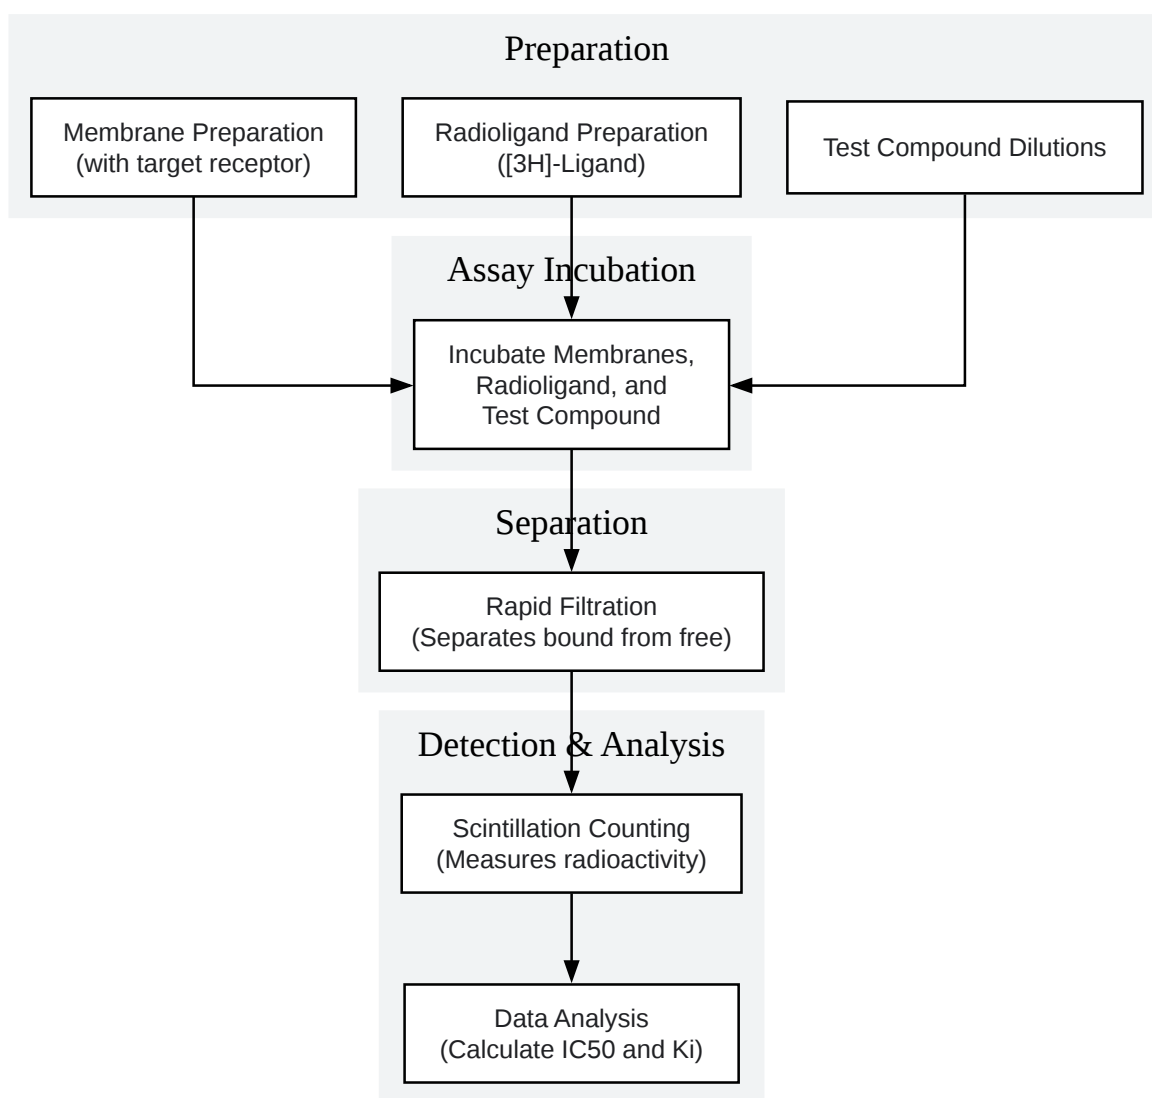 Preparation
Membrane Preparation
(with target receptor)
Radioligand Preparation
([3H]-Ligand)
Test Compound Dilutions
Assay Incubation
Incubate Membranes,
Radioligand, and
Test Compound
Separation
Rapid Filtration
(Separates bound from free)
Detection & Analysis
Scintillation Counting
(Measures radioactivity)
Data Analysis
(Calculate IC50 and Ki)